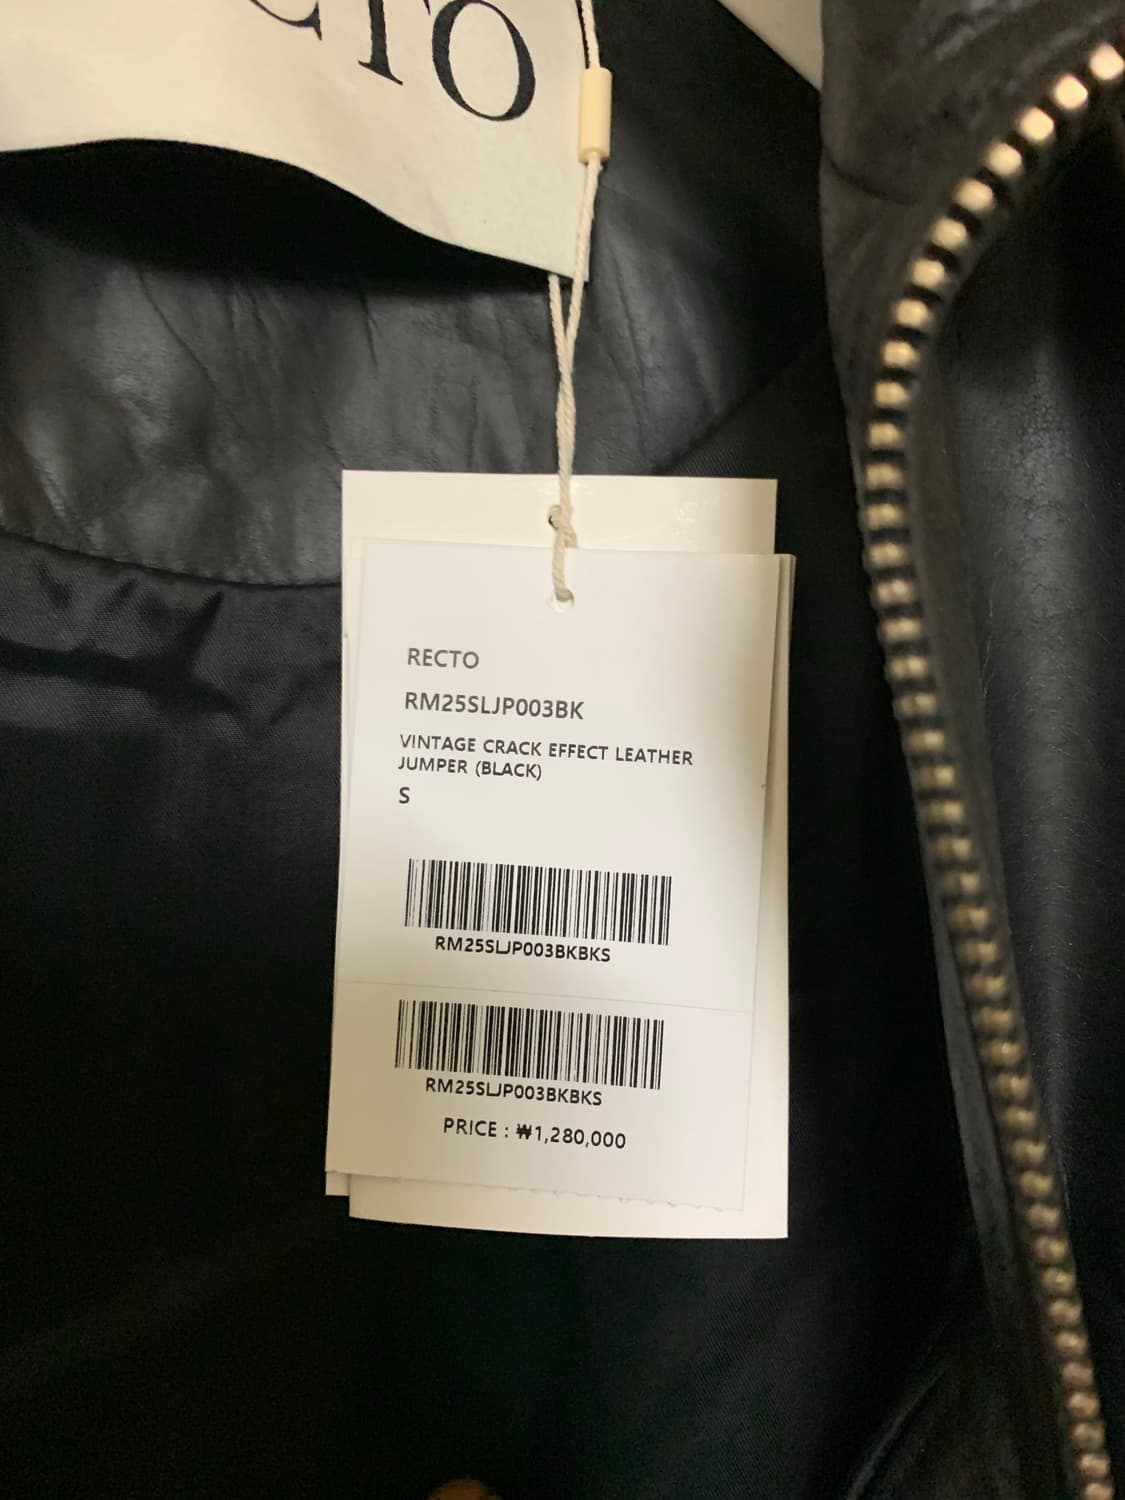 CTO
RECTO
RM25SLJP003BK
VINTAGE CRACK EFFECT LEATHER
JUMPER (BLACK)
S
RM25SLJP003BKBKS
RM25SLJP003BKBKS
PRICE : ₩1,280,000